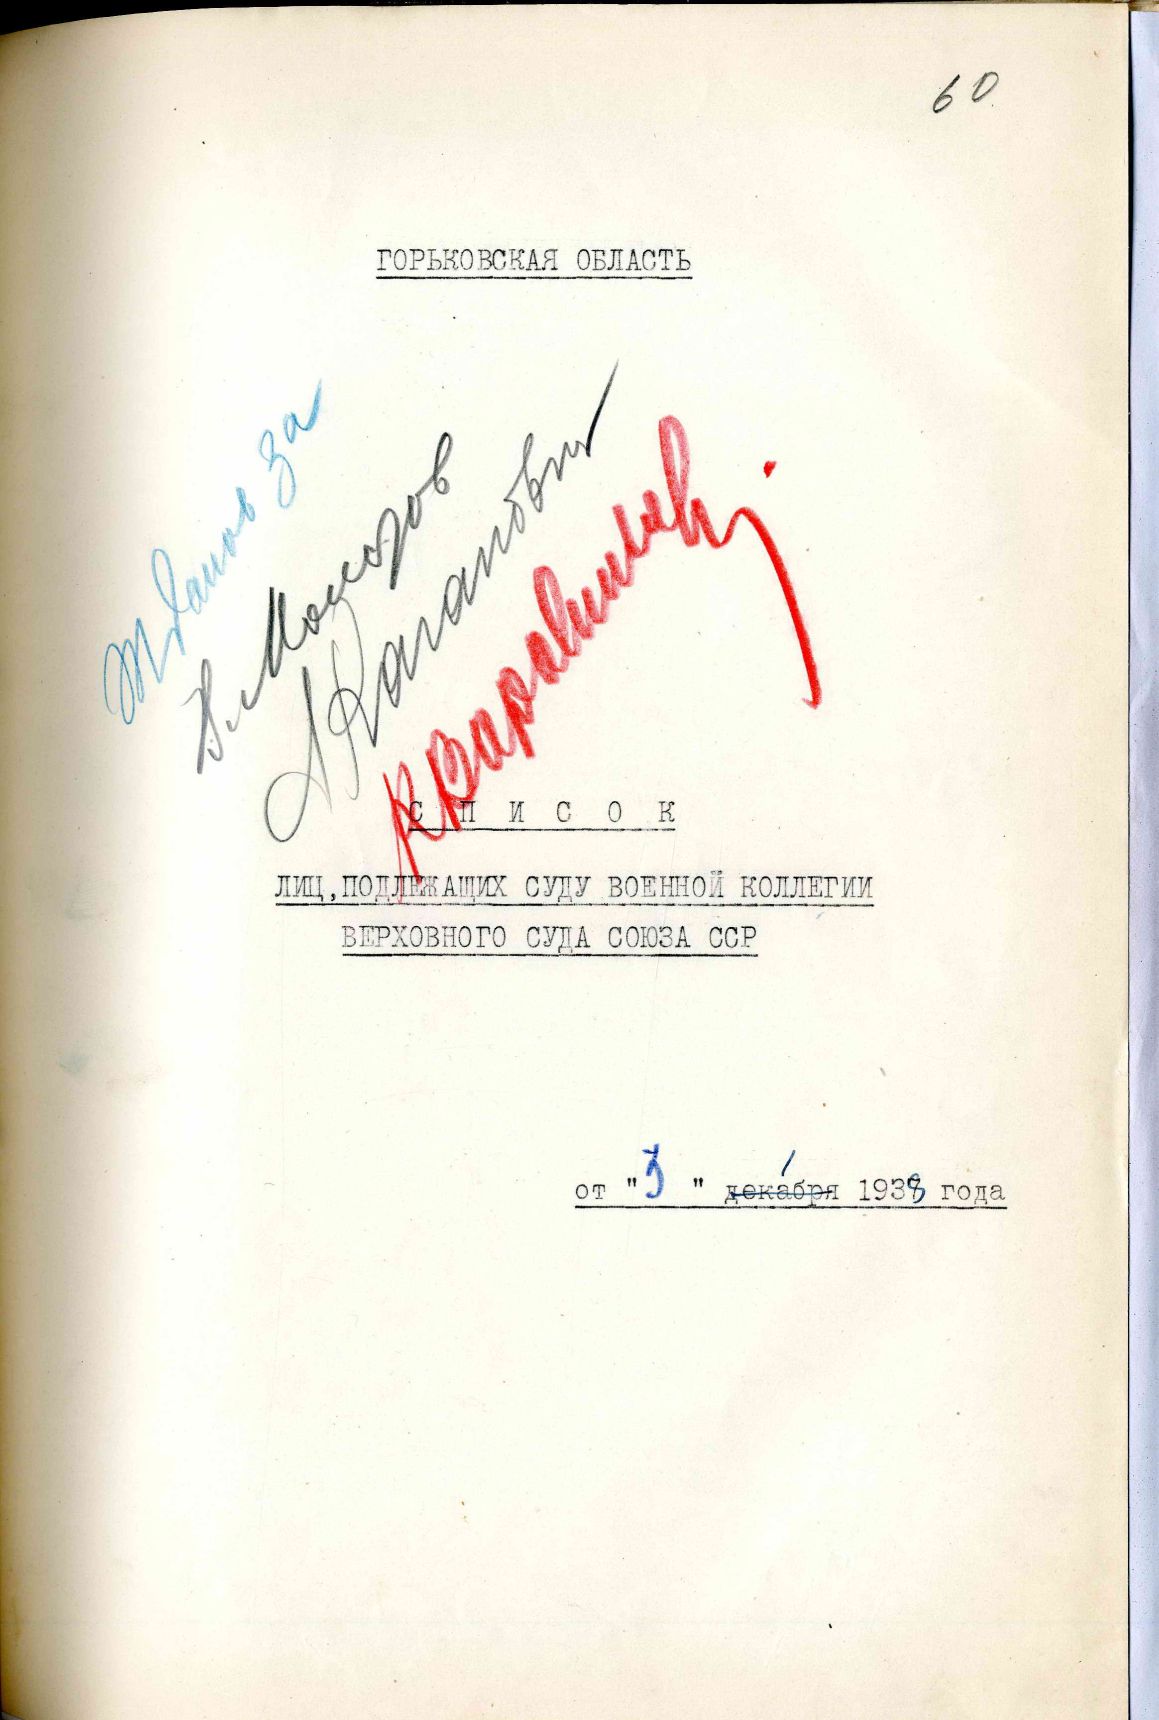 60
ГОРЬКОВСКАЯ ОБЛАСТЬ
Жданов за
В. Молотов
Л Каганович
К Ворошилов
С П И С О К
ЛИЦ, ПОДЛЕЖАЩИХ СУДУ ВОЕННОЙ КОЛЛЕГИИ
ВЕРХОВНОГО СУДА СОЮЗА ССР
от "3" декабря 1938 года